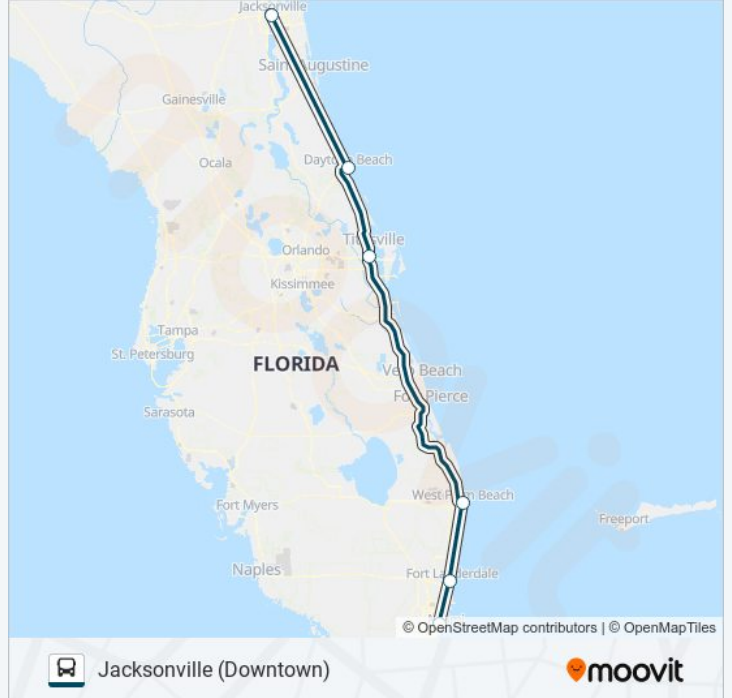 Jacksonville
Saint Augustine
Gainesville
Ocala
Daytona Beach
Titusville
Orlando
Kissimmee
Tampa
St. Petersburg
FLORIDA
Vero Beach
Fort Pierce
Sarasota
West Palm Beach
Fort Myers
Freeport
Naples
Fort Lauderdale
© OpenStreetMap contributors | © OpenMapTiles
Jacksonville (Downtown)
moovit